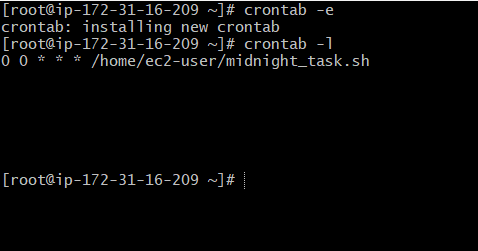 [root@ip-172-31-16-209 ~]# crontab -e
crontab: installing new crontab
[root@ip-172-31-16-209 ~]# crontab -l
0 0 * * * /home/ec2-user/midnight_task.sh
[root@ip-172-31-16-209 ~]#